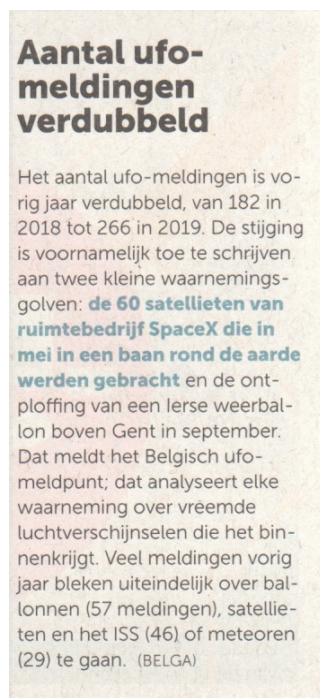 Aantal ufo-
meldingen
verdubbeld
Het aantal ufo-meldingen is vo-
rig jaar verdubbeld, van 182 in
2018 tot 266 in 2019. De stijging
is voornamelijk toe te schrijven
aan twee kleine waarnemings-
golven: de 60 satellieten van
ruimtebedrijf SpaceX die in
mei in een baan rond de aarde
werden gebracht en de ont-
ploffing van een Ierse weerbal-
lon boven Gent in september.
Dat meldt het Belgisch ufo-
meldpunt; dat analyseert elke
waarneming over vreemde
luchtverschijnselen die het bin-
nenkrijgt. Veel meldingen vorig
jaar bleken uiteindelijk over bal-
lonnen (57 meldingen), satellie-
ten en het ISS (46) of meteoren
(29) te gaan. (BELGA)